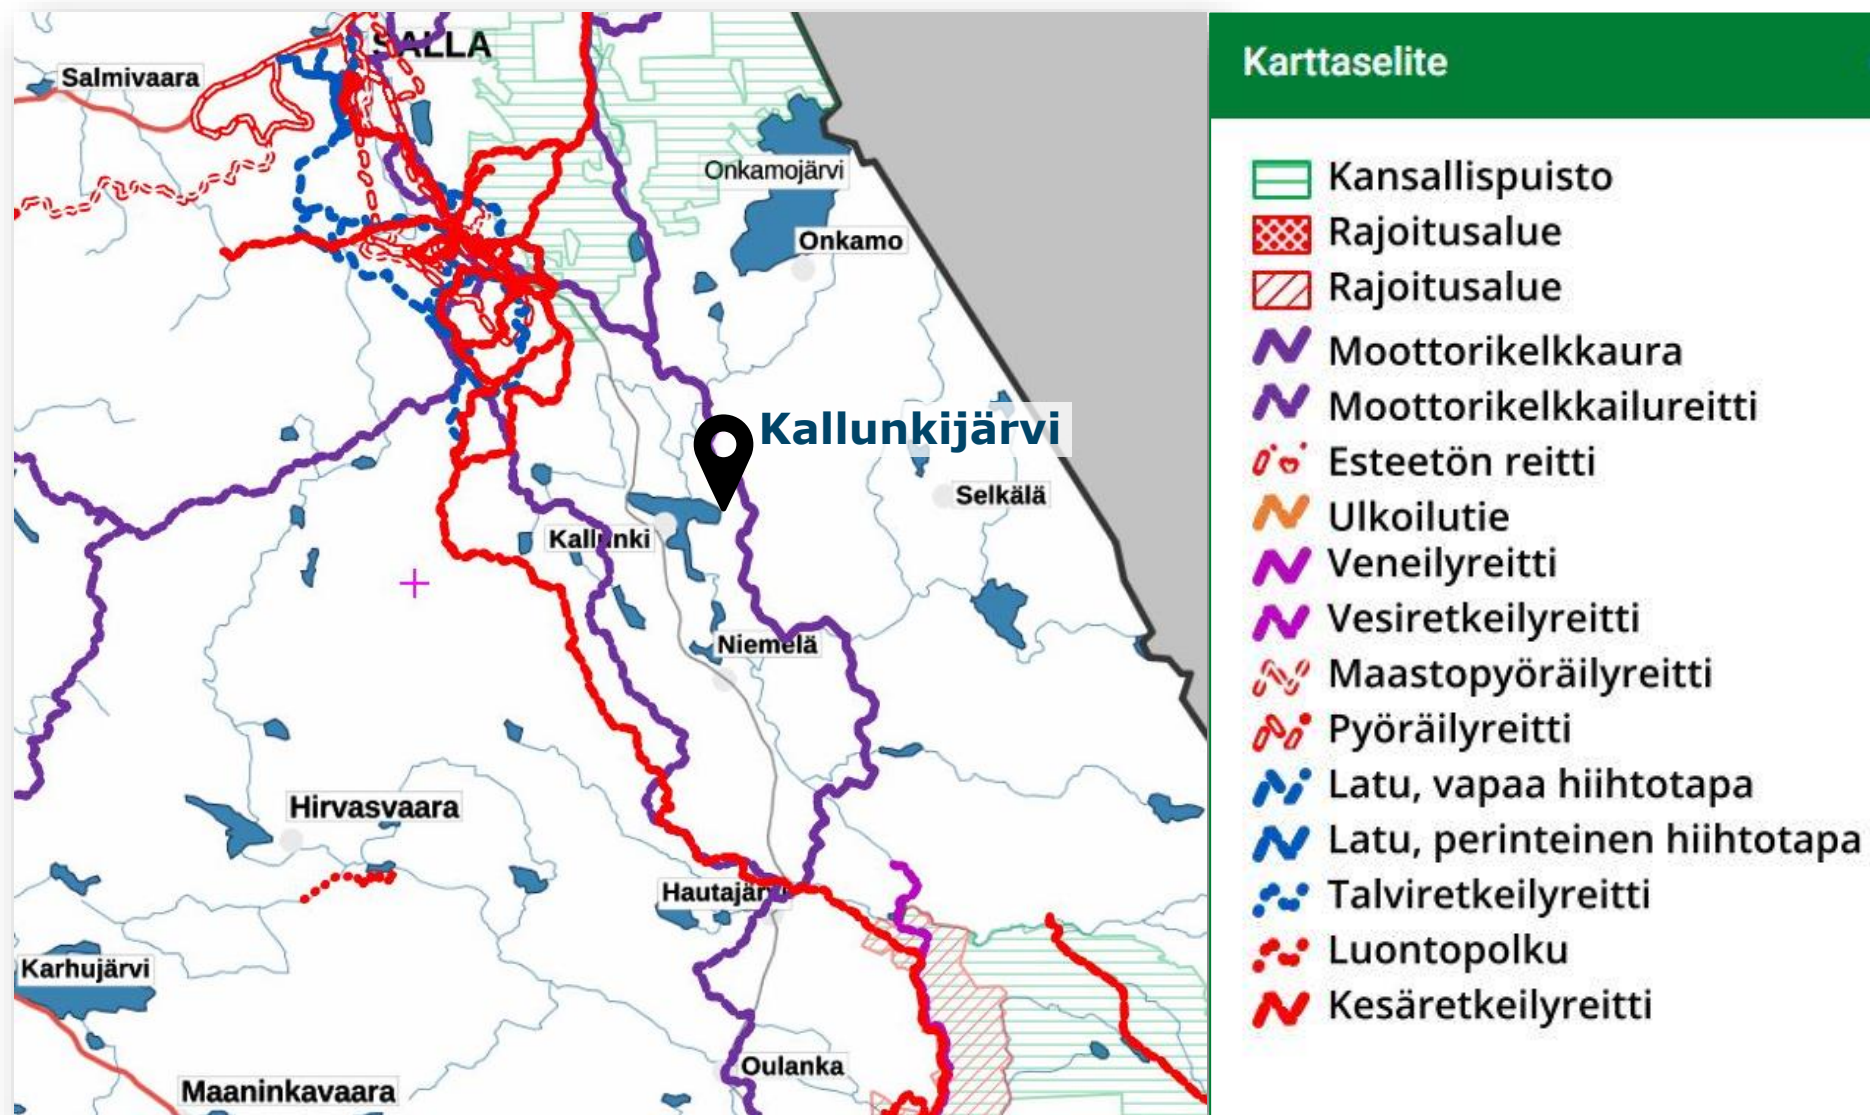 SALLA
Salmivaara
Onkamojärvi
Onkamo
Kallunkijärvi
Selkälä
Kallunki
Niemelä
Hirvasvaara
Hautajärvi
Karhujärvi
Oulanka
Maaninkavaara
Karttaselite
Kansallispuisto
Rajoitusalue
Rajoitusalue
Moottorikelkkaura
Moottorikelkkailureitti
Esteetön reitti
Ulkoilutie
Veneilyreitti
Vesiretkeilyreitti
Maastopyöräilyreitti
Pyöräilyreitti
Latu, vapaa hiihtotapa
Latu, perinteinen hiihtotapa
Talviretkeilyreitti
Luontopolku
Kesäretkeilyreitti